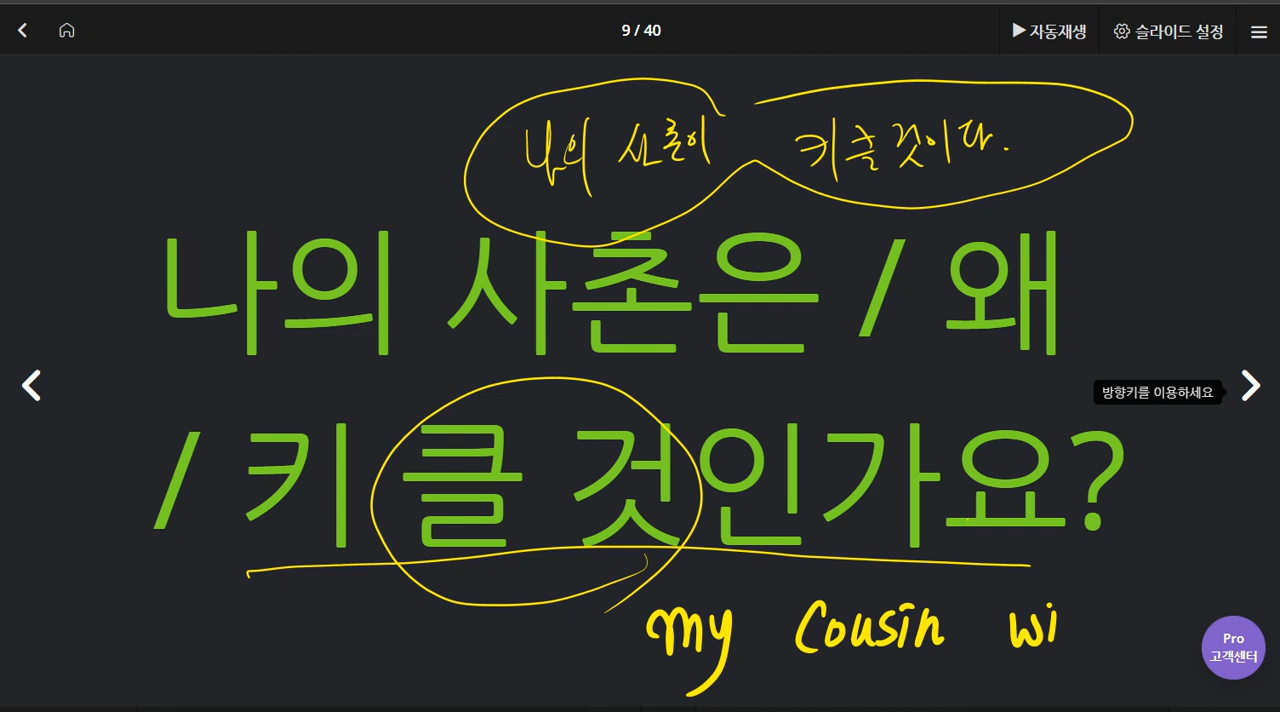 9 / 40
▶ 자동재생
슬라이드 설정
나의 사촌이 키클 것이다.
나의 사촌은 / 왜
/ 키 클 것인가요?
방향키를 이용하세요
my cousin wi
Pro
고객센터